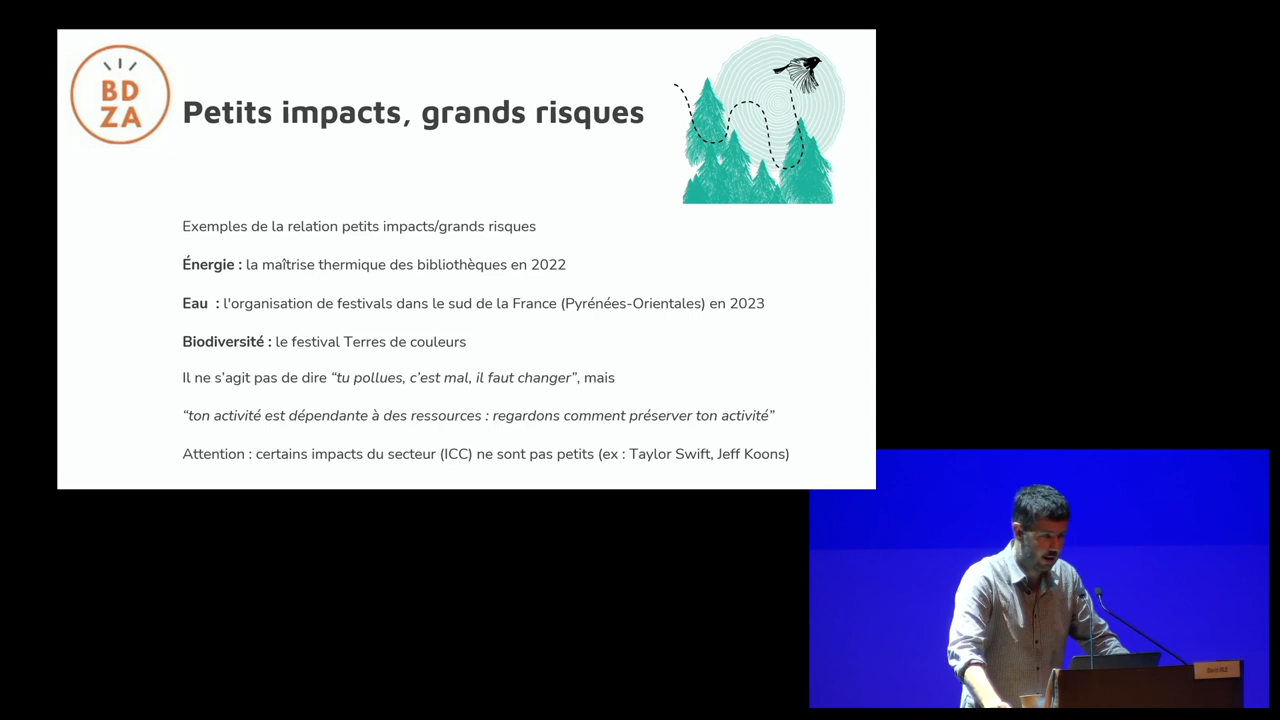 BD
ZA
Petits impacts, grands risques
Exemples de la relation petits impacts/grands risques
Énergie : la maîtrise thermique des bibliothèques en 2022
Eau : l'organisation de festivals dans le sud de la France (Pyrénées-Orientales) en 2023
Biodiversité : le festival Terres de couleurs
Il ne s’agit pas de dire “tu pollues, c’est mal, il faut changer”, mais
“ton activité est dépendante à des ressources : regardons comment préserver ton activité”
Attention : certains impacts du secteur (ICC) ne sont pas petits (ex : Taylor Swift, Jeff Koons)